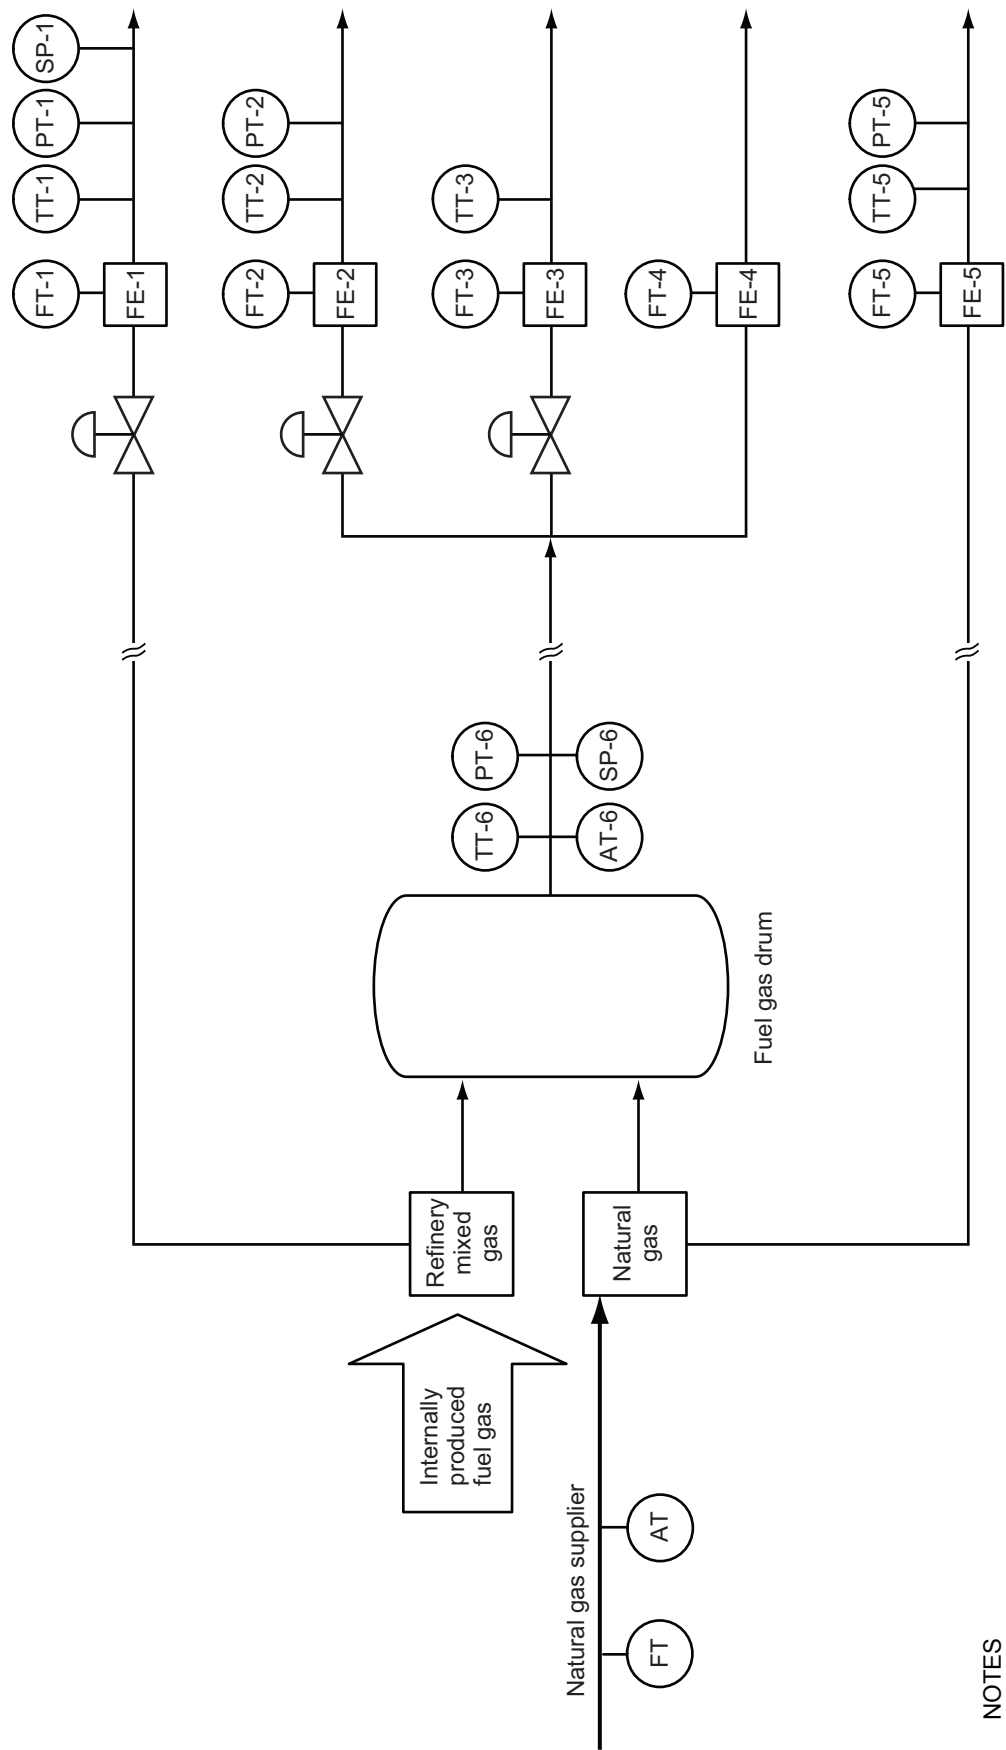 SP-1
PT-1
TT-1
FT-1
FE-1
PT-2
TT-2
FT-2
FE-2
TT-3
FT-3
FE-3
FT-4
FE-4
PT-5
TT-5
FT-5
FE-5
PT-6
TT-6
SP-6
AT-6
Fuel gas drum
Refinery
mixed
gas
Natural
gas
Internally
produced
fuel gas
Natural gas supplier
AT
FT
NOTES